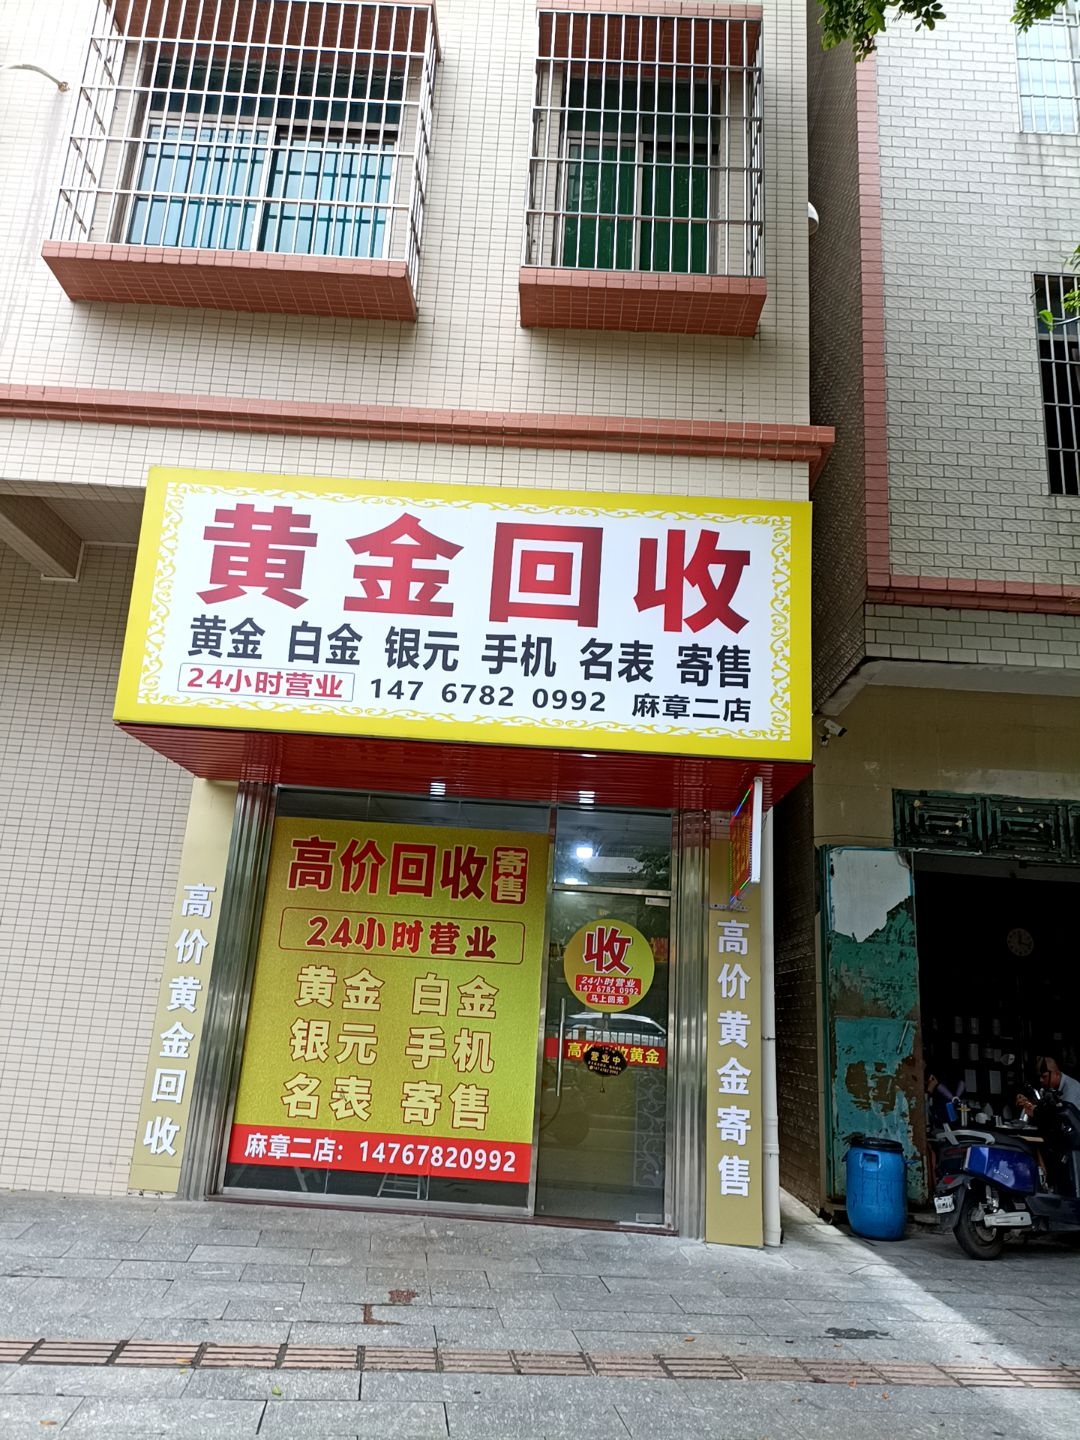 黄金回收
黄金 白金 银元 手机 名表 寄售
24小时营业 147 6782 0992 麻章二店
高价回收 寄售
24小时营业
黄金 白金
银元 手机
名表 寄售
麻章二店：14767820992
高价黄金回收
收
24小时营业
147 6782 0992
马上回来
营业中
高价黄金寄售